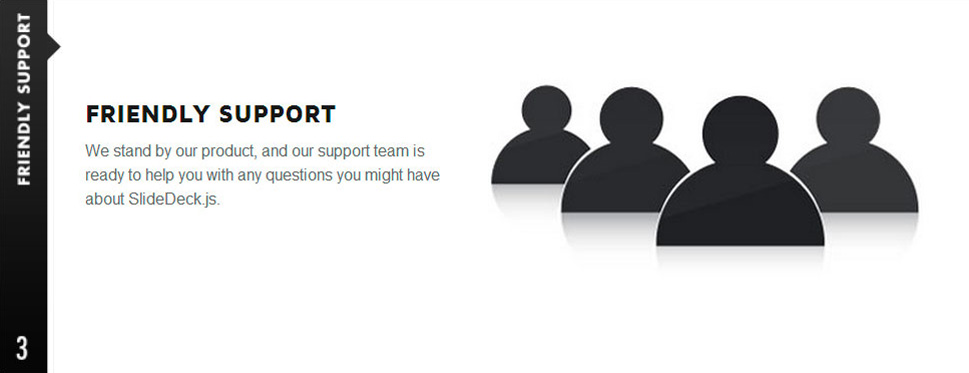 FRIENDLY SUPPORT
3
FRIENDLY SUPPORT
We stand by our product, and our support team is
ready to help you with any questions you might have
about SlideDeck.js.